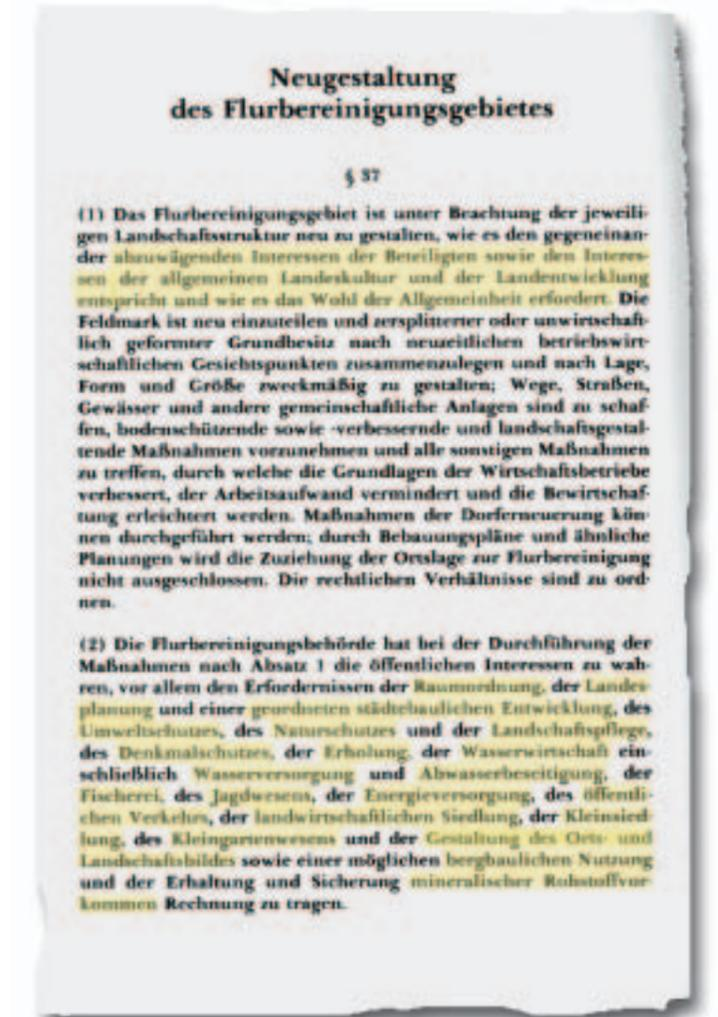 Neugestaltung
des Flurbereinigungsgebietes
§ 37
(1) Das Flurbereinigungsgebiet ist unter Beachtung der jeweili-
gen Landschaftsstruktur neu zu gestalten, wie es den gegeneinan-
der abzuwägenden Interessen der Beteiligten sowie den Interes-
sen der allgemeinen Landeskultur und der Landentwicklung
entspricht und wie es das Wohl der Allgemeinheit erfordert. Die
Feldmark ist neu einzuteilen und zersplitterter oder unwirtschaft-
lich geformter Grundbesitz nach neuzeitlichen betriebswirt-
schaftlichen Gesichtspunkten zusammenzulegen und nach Lage,
Form und Größe zweckmäßig zu gestalten; Wege, Straßen,
Gewässer und andere gemeinschaftliche Anlagen sind zu schaf-
fen, bodenschützende sowie -verbessernde und landschaftsgestal-
tende Maßnahmen vorzunehmen und alle sonstigen Maßnahmen
zu treffen, durch welche die Grundlagen der Wirtschaftsbetriebe
verbessert, der Arbeitsaufwand vermindert und die Bewirtschaf-
tung erleichtert werden. Maßnahmen der Dorferneuerung kön-
nen durchgeführt werden; durch Bebauungspläne und ähnliche
Planungen wird die Zuziehung der Ortslage zur Flurbereinigung
nicht ausgeschlossen. Die rechtlichen Verhältnisse sind zu ord-
nen.
(2) Die Flurbereinigungsbehörde hat bei der Durchführung der
Maßnahmen nach Absatz 1 die öffentlichen Interessen zu wah-
ren, vor allem den Erfordernissen der Raumordnung, der Landes-
planung und einer geordneten städtebaulichen Entwicklung, des
Umweltschutzes, des Naturschutzes und der Landschaftspflege,
des Denkmalschutzes, der Erholung, der Wasserwirtschaft ein-
schließlich Wasserversorgung und Abwasserbeseitigung, der
Fischerei, des Jagdwesens, der Energieversorgung, des öffentli-
chen Verkehrs, der landwirtschaftlichen Siedlung, der Kleinsied-
lung, des Kleingartenwesens und der Gestaltung des Orts- und
Landschaftsbildes sowie einer möglichen bergbaulichen Nutzung
und der Erhaltung und Sicherung mineralischer Rohstoffvor-
kommen Rechnung zu tragen.